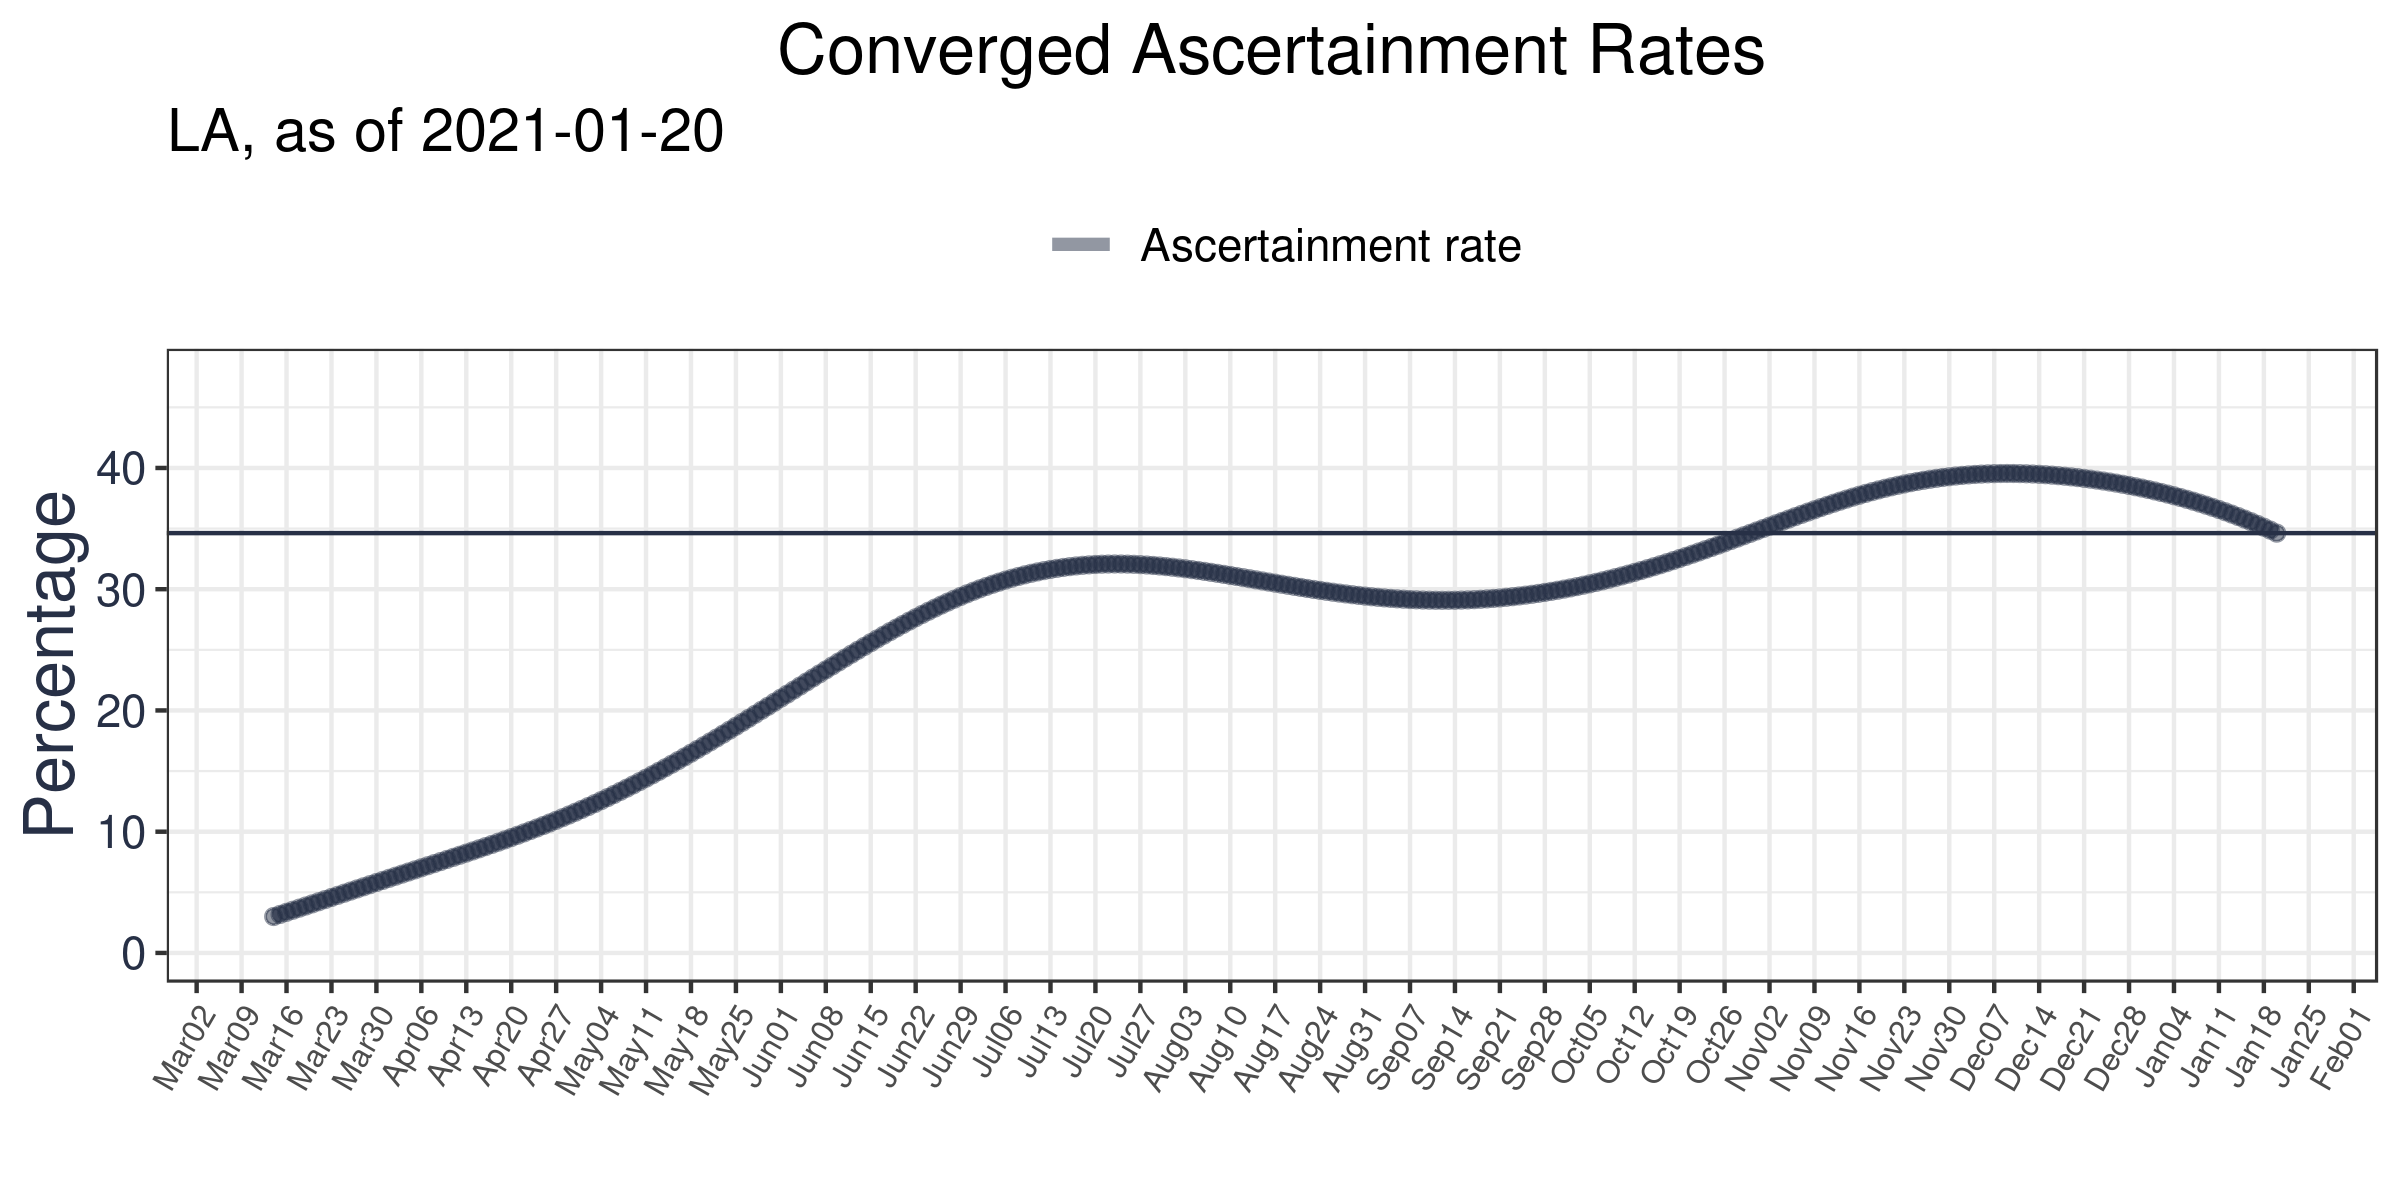 Converged Ascertainment Rates
LA, as of 2021-01-20
Ascertainment rate
Percentage
40
30
20
10
0
Mar02
Mar09
Mar16
Mar23
Mar30
Apr06
Apr13
Apr20
Apr27
May04
May11
May18
May25
Jun01
Jun08
Jun15
Jun22
Jun29
Jul06
Jul13
Jul20
Jul27
Aug03
Aug10
Aug17
Aug24
Aug31
Sep07
Sep14
Sep21
Sep28
Oct05
Oct12
Oct19
Oct26
Nov02
Nov09
Nov16
Nov23
Nov30
Dec07
Dec14
Dec21
Dec28
Jan04
Jan11
Jan18
Jan25
Feb01